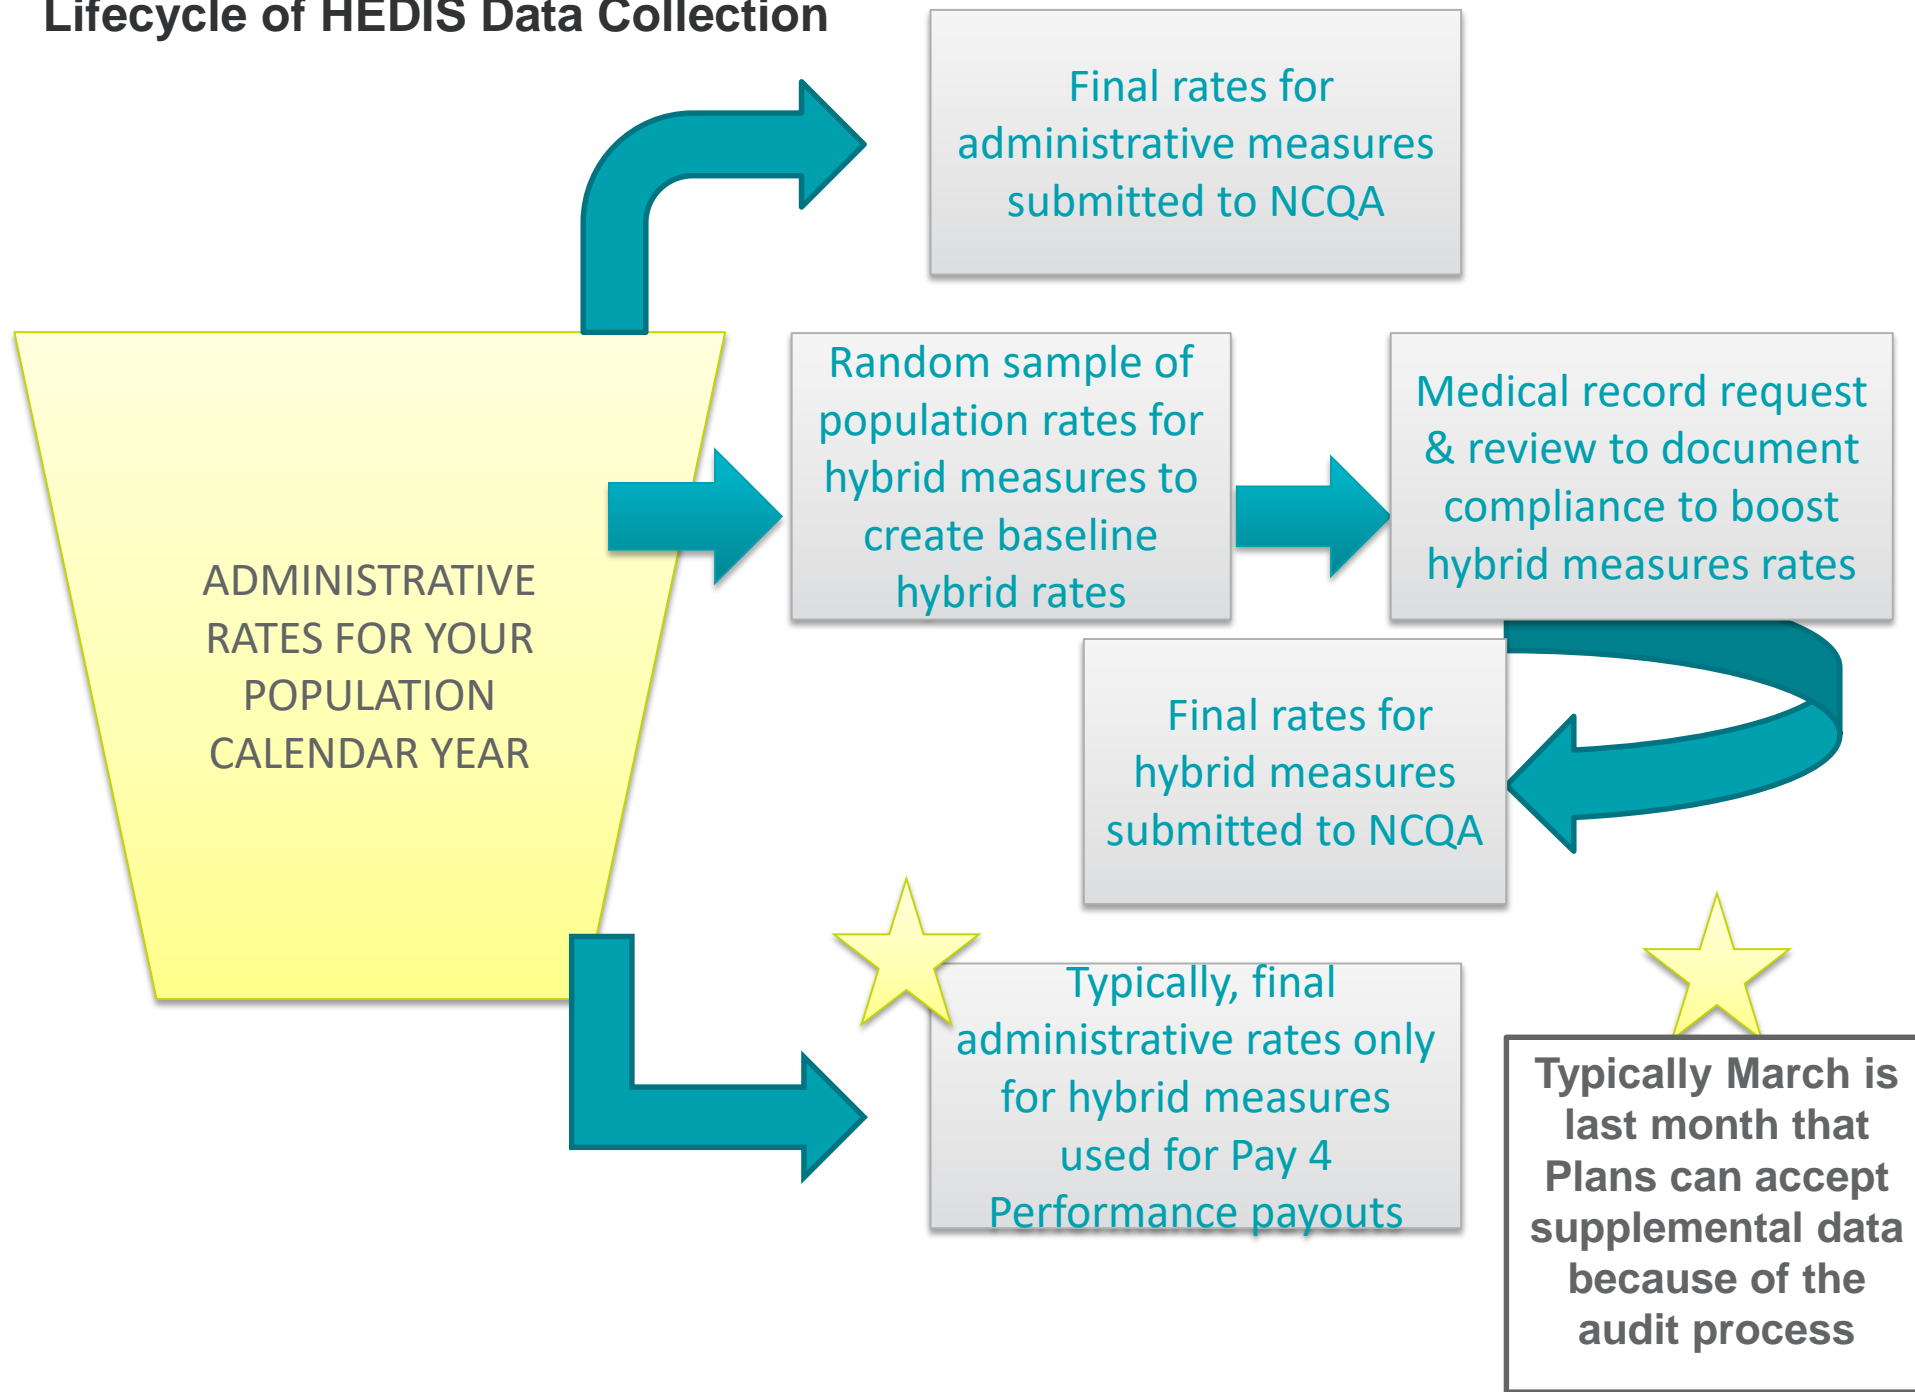 Lifecycle of HEDIS Data Collection
Final rates for
administrative measures
submitted to NCQA
ADMINISTRATIVE
RATES FOR YOUR
POPULATION
CALENDAR YEAR
Random sample of
population rates for
hybrid measures to
create baseline
hybrid rates
Medical record request
& review to document
compliance to boost
hybrid measures rates
Final rates for
hybrid measures
submitted to NCQA
Typically, final
administrative rates only
for hybrid measures
used for Pay 4
Performance payouts
Typically March is
last month that
Plans can accept
supplemental data
because of the
audit process